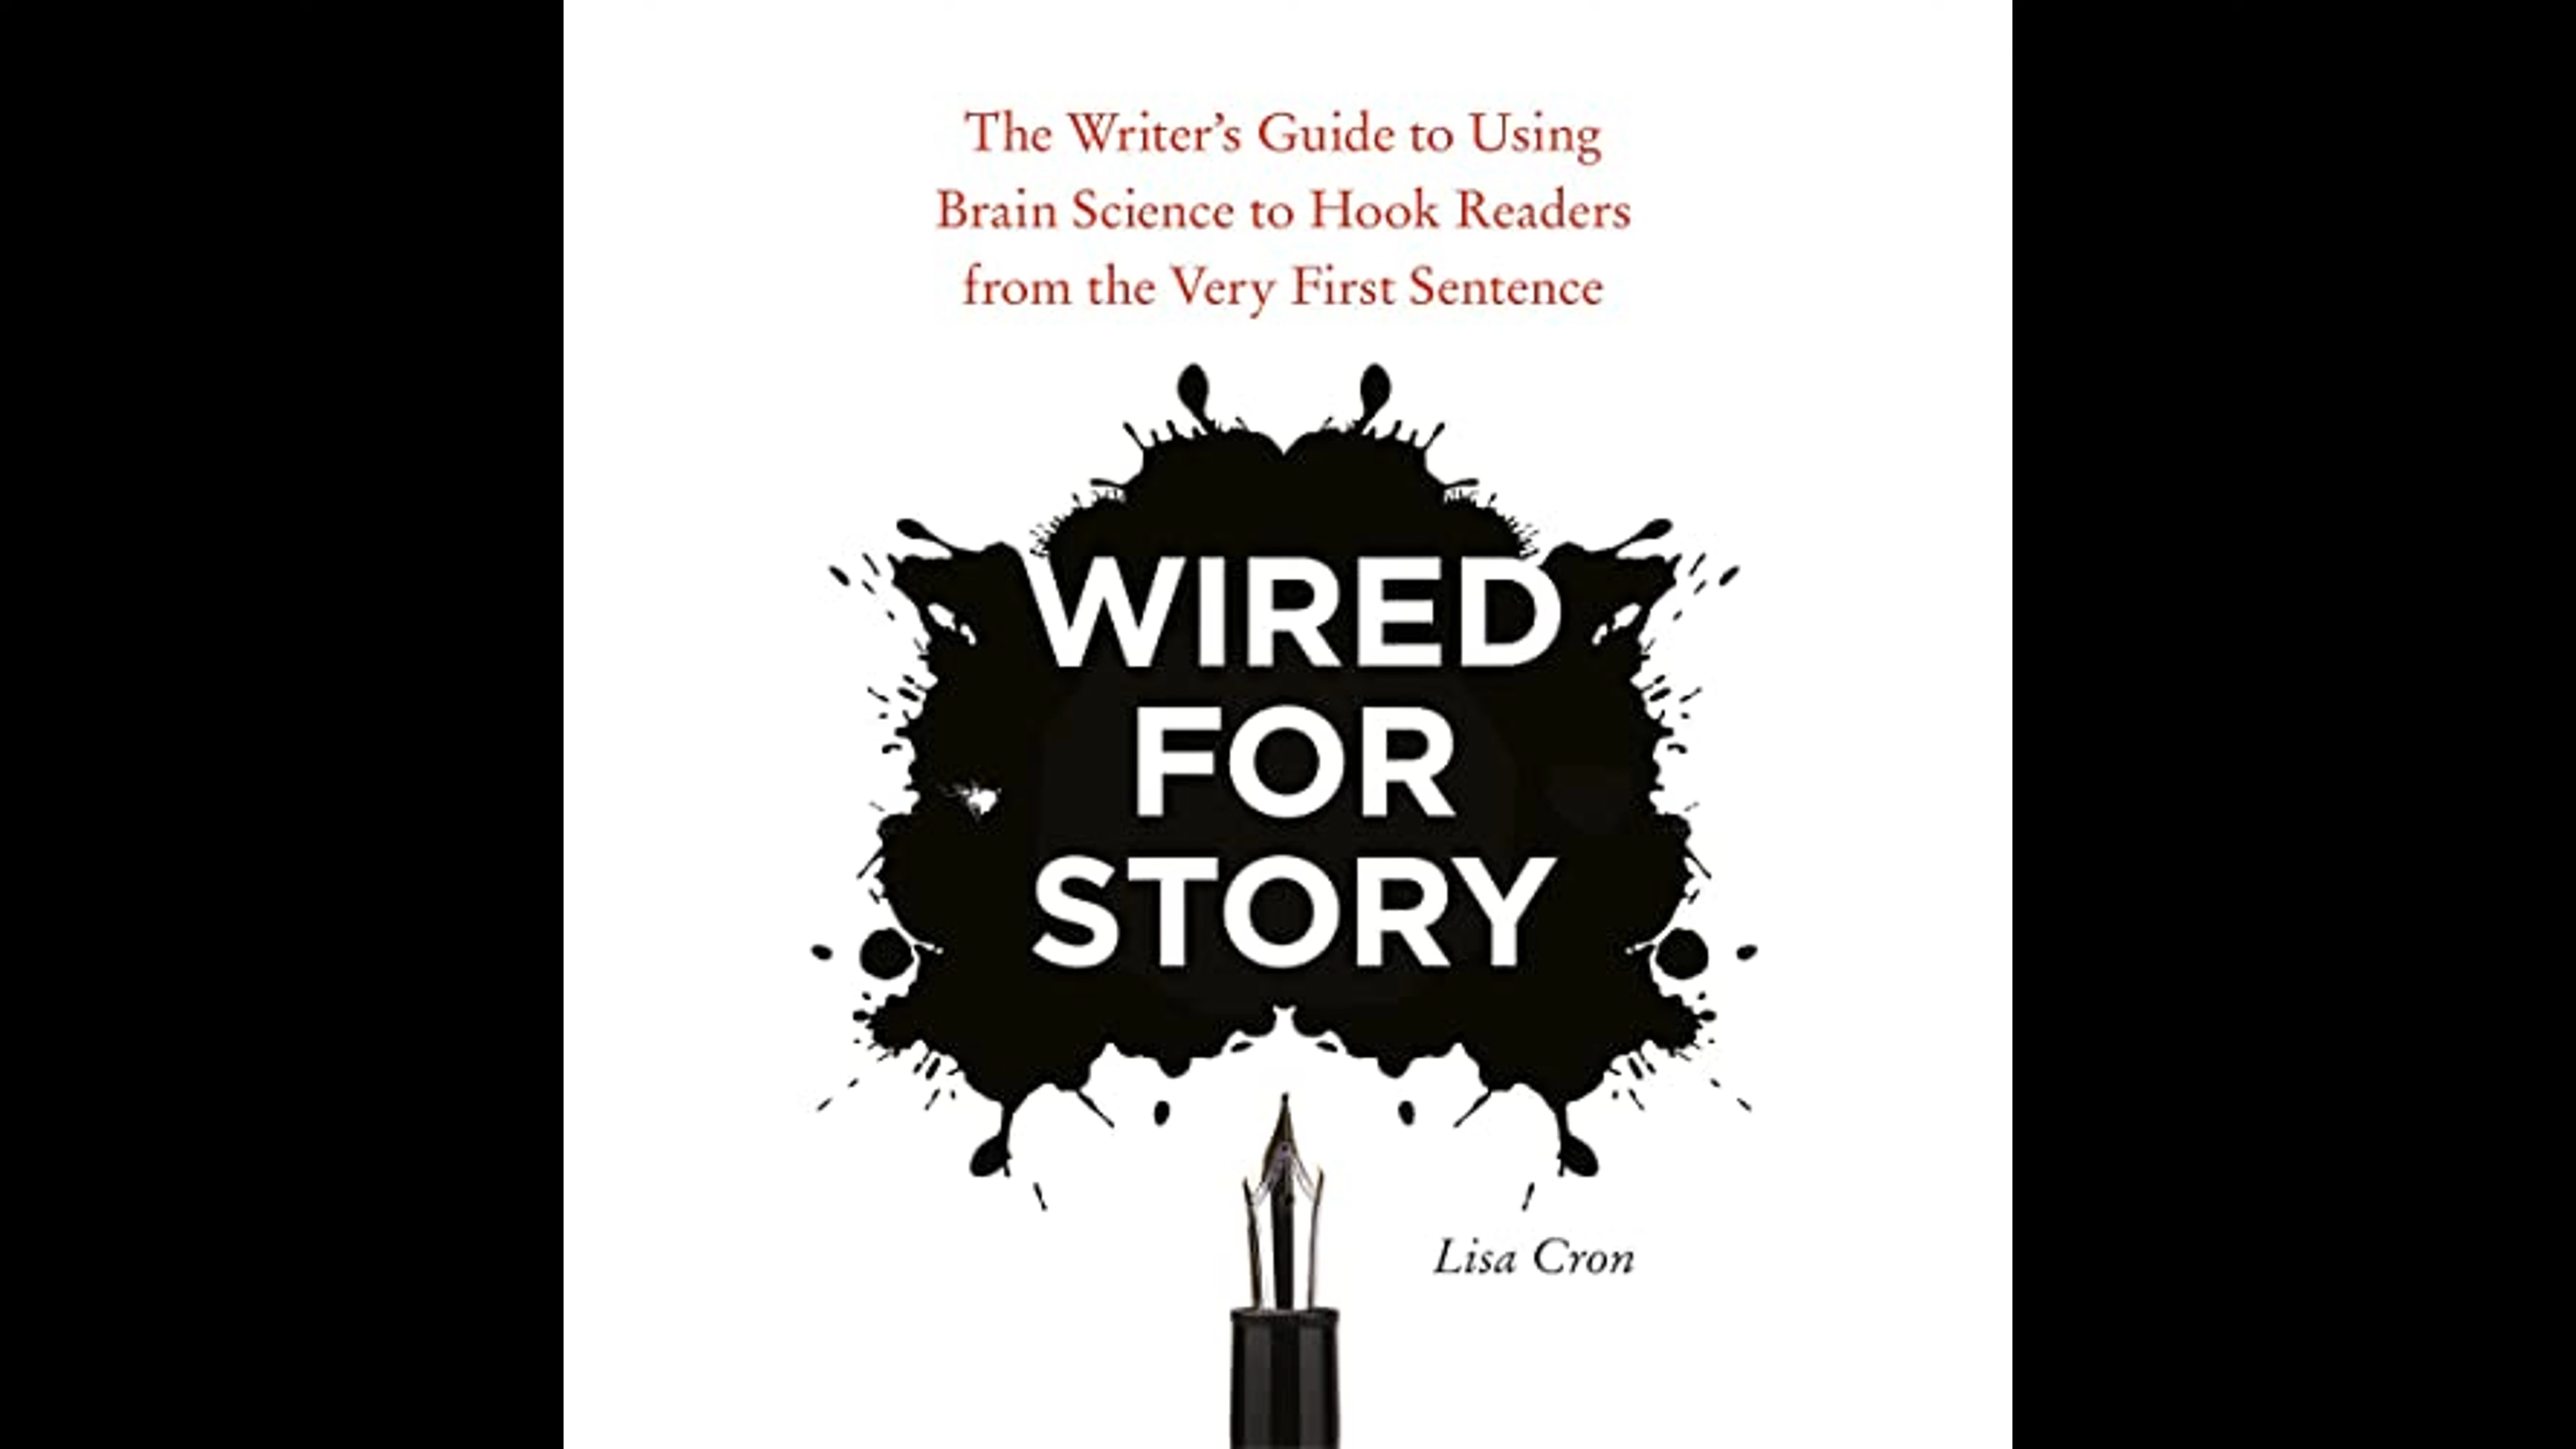 The Writer's Guide to Using
Brain Science to Hook Readers
from the Very First Sentence
WIRED
FOR
STORY
Lisa Cron